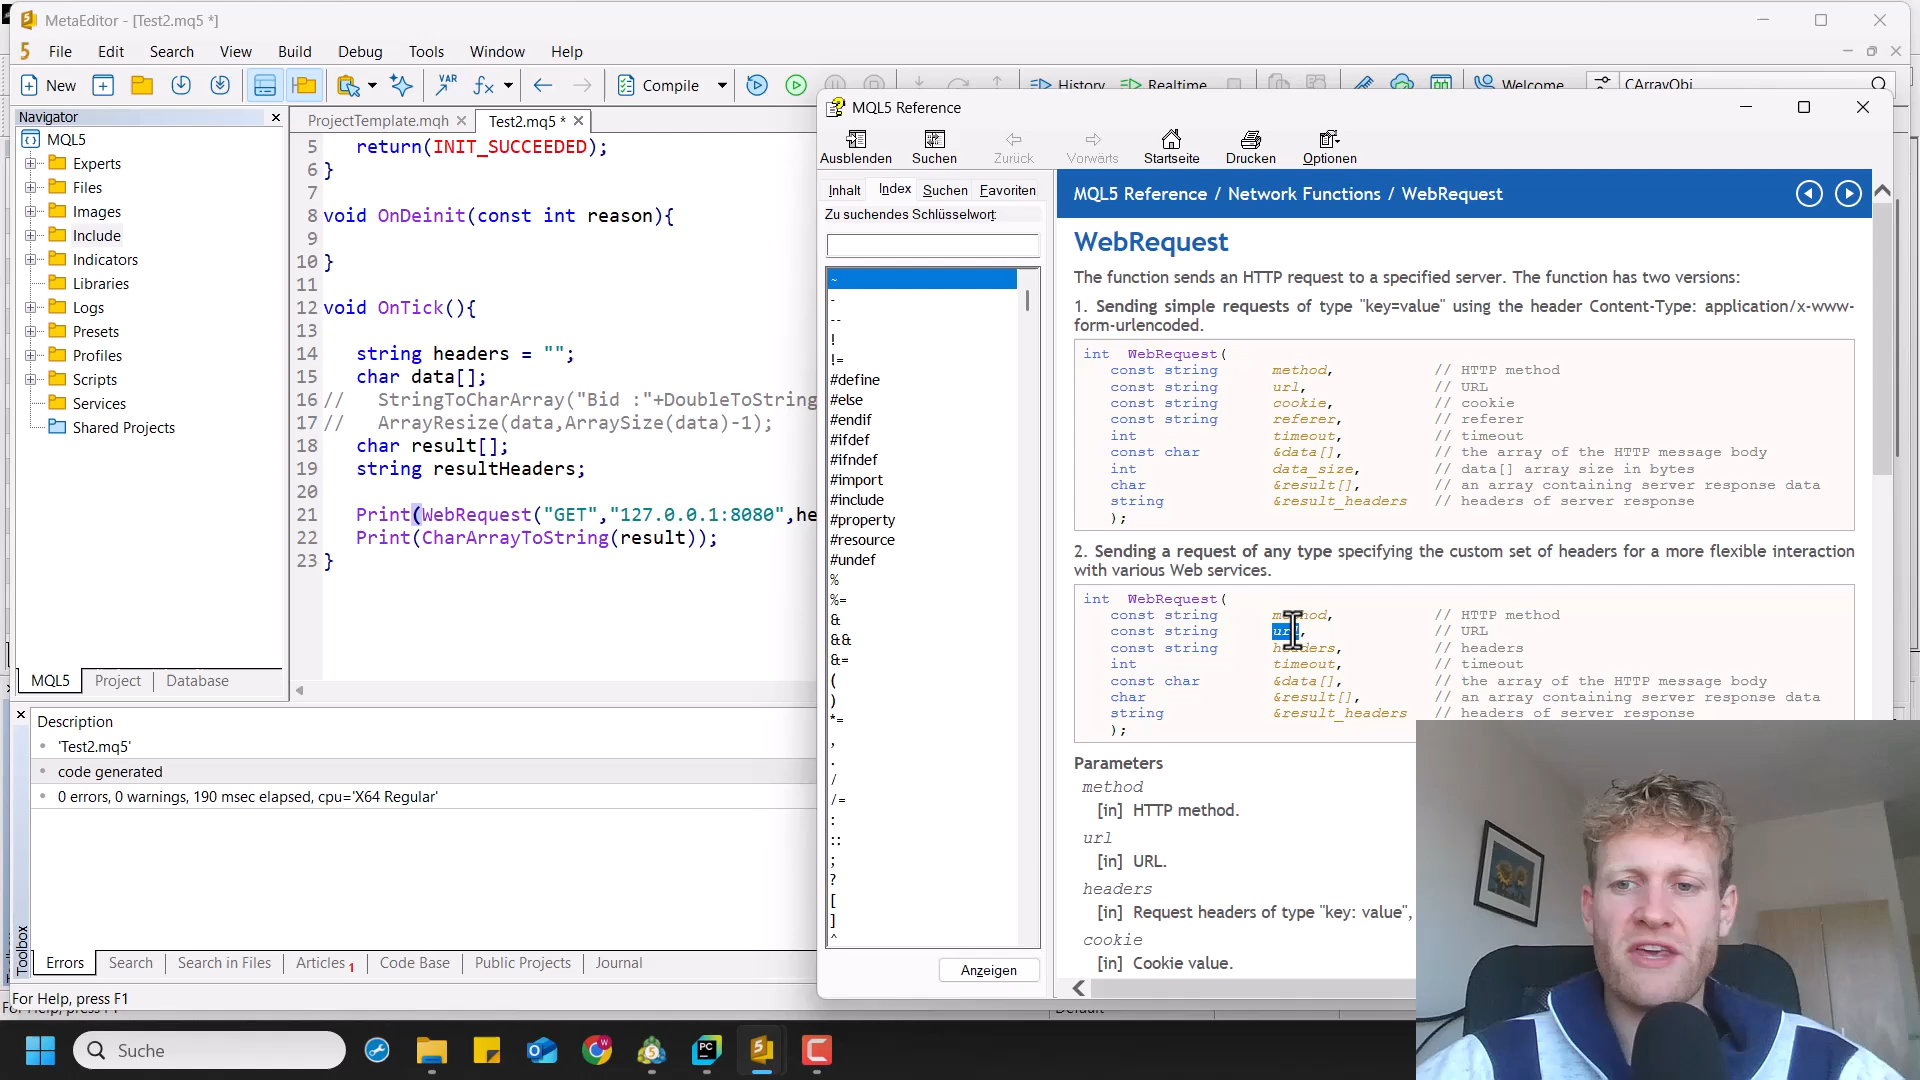 MetaEditor - [Test2.mq5 *]
File Edit Search View Build Debug Tools Window Help
New VAR fx Compile History Realtime Welcome CArrayObj
Navigator
MQL5
Experts
Files
Images
Include
Indicators
Libraries
Logs
Presets
Profiles
Scripts
Services
Shared Projects
MQL5 Project Database
ProjectTemplate.mqh Test2.mq5 *
5 return(INIT_SUCCEEDED);
6 }
7
8 void OnDeinit(const int reason){
9
10 }
11
12 void OnTick(){
13
14 string headers = "";
15 char data[];
16 // StringToCharArray("Bid :"+DoubleToString
17 // ArrayResize(data,ArraySize(data)-1);
18 char result[];
19 string resultHeaders;
20
21 Print(WebRequest("GET","127.0.0.1:8080",he
22 Print(CharArrayToString(result));
23 }
Description
'Test2.mq5'
code generated
0 errors, 0 warnings, 190 msec elapsed, cpu='X64 Regular'
Toolbox
Errors Search Search in Files Articles 1 Code Base Public Projects Journal
For Help, press F1
Default
MQL5 Reference
Ausblenden Suchen Zurück Vorwärts Startseite Drucken Optionen
Inhalt Index Suchen Favoriten
Zu suchendes Schlüsselwort:
~
-
--
!
!=
#define
#else
#endif
#ifdef
#ifndef
#import
#include
#property
#resource
#undef
%
%=
&
&&
&=
(
)
*=
,
.
/
/=
:
::
;
?
[
]
^
Anzeigen
MQL5 Reference / Network Functions / WebRequest
WebRequest
The function sends an HTTP request to a specified server. The function has two versions:
1. Sending simple requests of type "key=value" using the header Content-Type: application/x-www-
form-urlencoded.
int WebRequest(
const string method, // HTTP method
const string url, // URL
const string cookie, // cookie
const string referer, // referer
int timeout, // timeout
const char &data[], // the array of the HTTP message body
int data_size, // data[] array size in bytes
char &result[], // an array containing server response data
string &result_headers // headers of server response
);
2. Sending a request of any type specifying the custom set of headers for a more flexible interaction
with various Web services.
int WebRequest(
const string method, // HTTP method
const string url, // URL
const string headers, // headers
int timeout, // timeout
const char &data[], // the array of the HTTP message body
char &result[], // an array containing server response data
string &result_headers // headers of server response
);
Parameters
method
[in] HTTP method.
url
[in] URL.
headers
[in] Request headers of type "key: value",
cookie
[in] Cookie value.
Suche